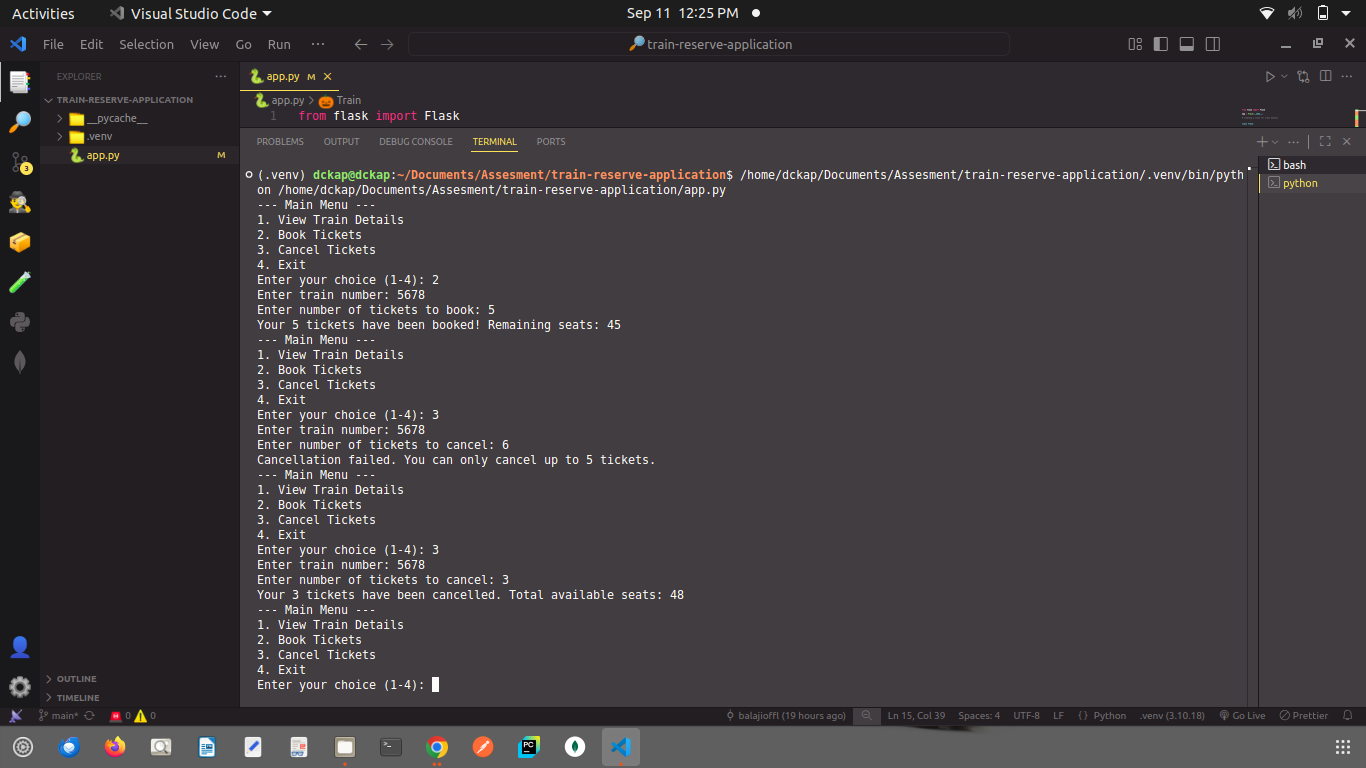 Activities
Visual Studio Code
Sep 11 12:25 PM
File Edit Selection View Go Run ···
train-reserve-application
EXPLORER ···
TRAIN-RESERVE-APPLICATION
__pycache__
.venv
app.py M
3
app.py M
app.py > Train
1 from flask import Flask
PROBLEMS OUTPUT DEBUG CONSOLE TERMINAL PORTS
bash
python
(.venv) dckap@dckap:~/Documents/Assesment/train-reserve-application$ /home/dckap/Documents/Assesment/train-reserve-application/.venv/bin/pyth
on /home/dckap/Documents/Assesment/train-reserve-application/app.py
--- Main Menu ---
1. View Train Details
2. Book Tickets
3. Cancel Tickets
4. Exit
Enter your choice (1-4): 2
Enter train number: 5678
Enter number of tickets to book: 5
Your 5 tickets have been booked! Remaining seats: 45
--- Main Menu ---
1. View Train Details
2. Book Tickets
3. Cancel Tickets
4. Exit
Enter your choice (1-4): 3
Enter train number: 5678
Enter number of tickets to cancel: 6
Cancellation failed. You can only cancel up to 5 tickets.
--- Main Menu ---
1. View Train Details
2. Book Tickets
3. Cancel Tickets
4. Exit
Enter your choice (1-4): 3
Enter train number: 5678
Enter number of tickets to cancel: 3
Your 3 tickets have been cancelled. Total available seats: 48
--- Main Menu ---
1. View Train Details
2. Book Tickets
3. Cancel Tickets
4. Exit
Enter your choice (1-4):
OUTLINE
TIMELINE
main* 0 0 balajioffl (19 hours ago) Ln 15, Col 39 Spaces: 4 UTF-8 LF {} Python .venv (3.10.18) Go Live Prettier
PC